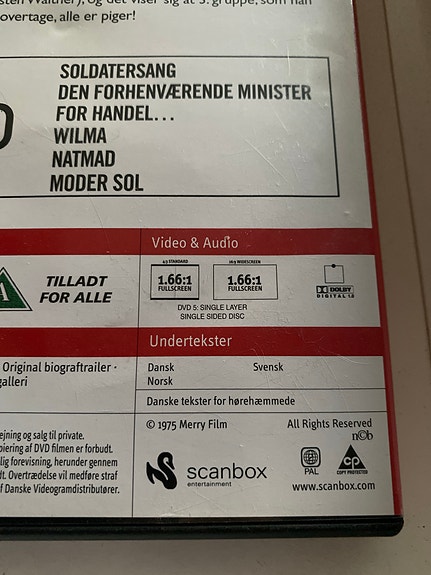 og det viser sig at 3. gruppe, som han
overtage, alle er piger!
SOLDATERSANG
DEN FORHENVÆRENDE MINISTER
FOR HANDEL...
WILMA
NATMAD
MODER SOL
Video & Audio
TILLADT
FOR ALLE
4:3 STANDARD
1.66:1
FULLSCREEN
16:9 WIDESCREEN
1.66:1
FULLSCREEN
DVD 5: SINGLE LAYER
SINGLE SIDED DISC
DOLBY
DIGITAL 1.0
Undertekster
Original biograftrailer ·
galleri
Dansk
Svensk
Norsk
Danske tekster for hørehæmmede
© 1975 Merry Film
All Rights Reserved
n©b
ejning og salg til private.
piering af DVD filmen er forbudt.
lig forevisning, herunder gennem
dt. Overtrædelse vil medføre straf
f Danske Videogramdistributører.
scanbox
entertainment
PAL
CP
COPY PROTECTED
www.scanbox.com